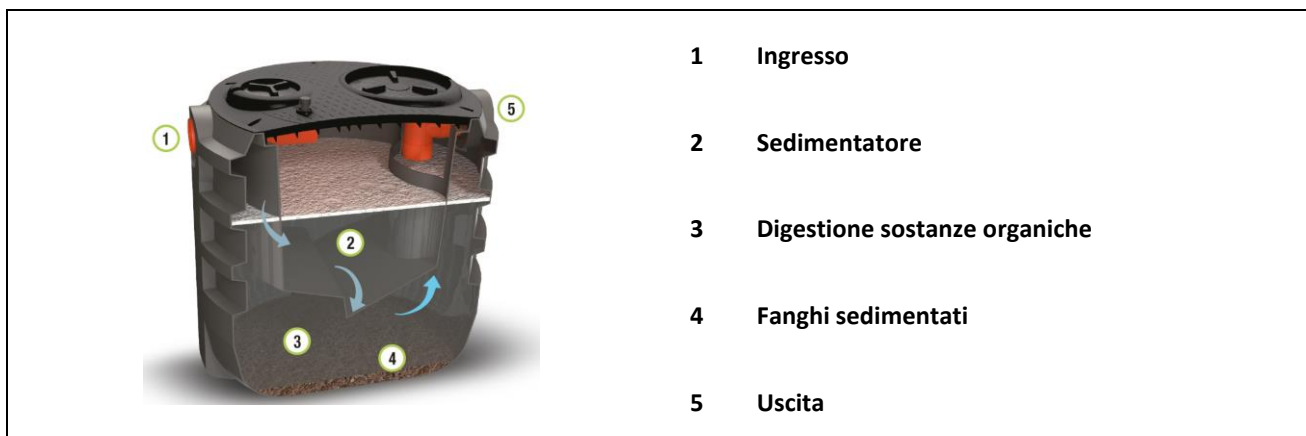 1 Ingresso
2 Sedimentatore
3 Digestione sostanze organiche
4 Fanghi sedimentati
5 Uscita
1
5
2
3
4